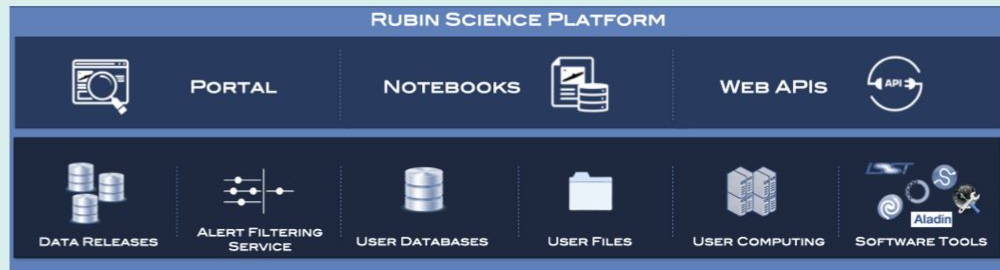 RUBIN SCIENCE PLATFORM
PORTAL
NOTEBOOKS
WEB APIS
API
DATA RELEASES
ALERT FILTERING
SERVICE
USER DATABASES
USER FILES
USER COMPUTING
LSST
Aladin
SOFTWARE TOOLS